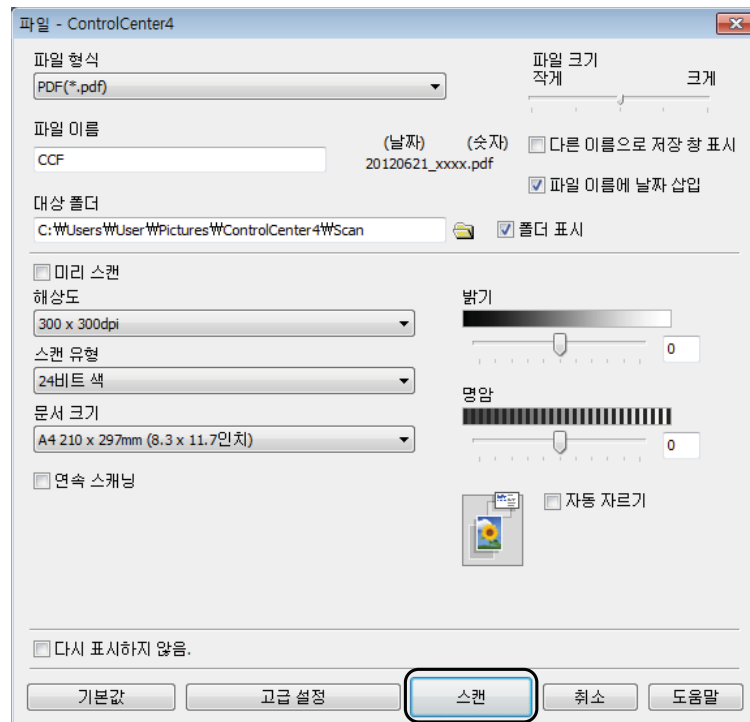 파일 - ControlCenter4
파일 형식
PDF(*.pdf)
파일 크기
작게 크게
파일 이름
CCF
(날짜) (숫자)
20120621_xxxx.pdf
다른 이름으로 저장 창 표시
파일 이름에 날짜 삽입
대상 폴더
C:₩Users₩User₩Pictures₩ControlCenter4₩Scan
폴더 표시
미리 스캔
해상도
300 x 300dpi
스캔 유형
24비트 색
문서 크기
A4 210 x 297mm (8.3 x 11.7인치)
연속 스캐닝
밝기
0
명암
0
자동 자르기
다시 표시하지 않음.
기본값 고급 설정 스캔 취소 도움말